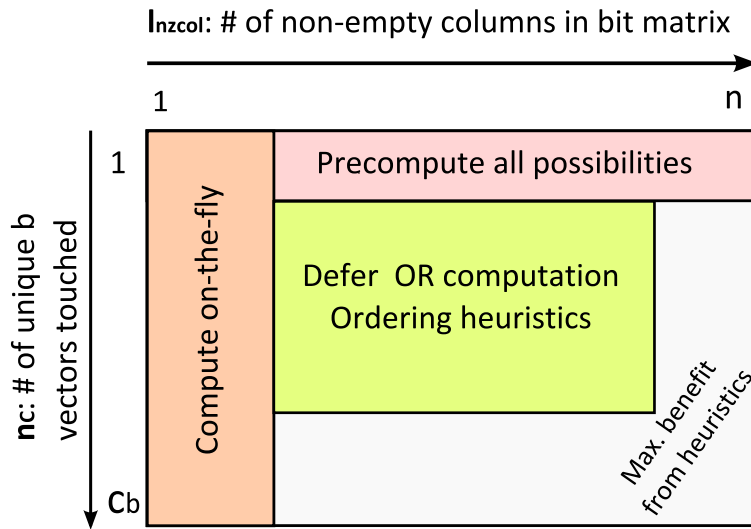 Inzcol: # of non-empty columns in bit matrix
1
n
1
Precompute all possibilities
nc: # of unique b
vectors touched
Compute on-the-fly
Defer OR computation
Ordering heuristics
Max. benefit
from heuristics
Cb